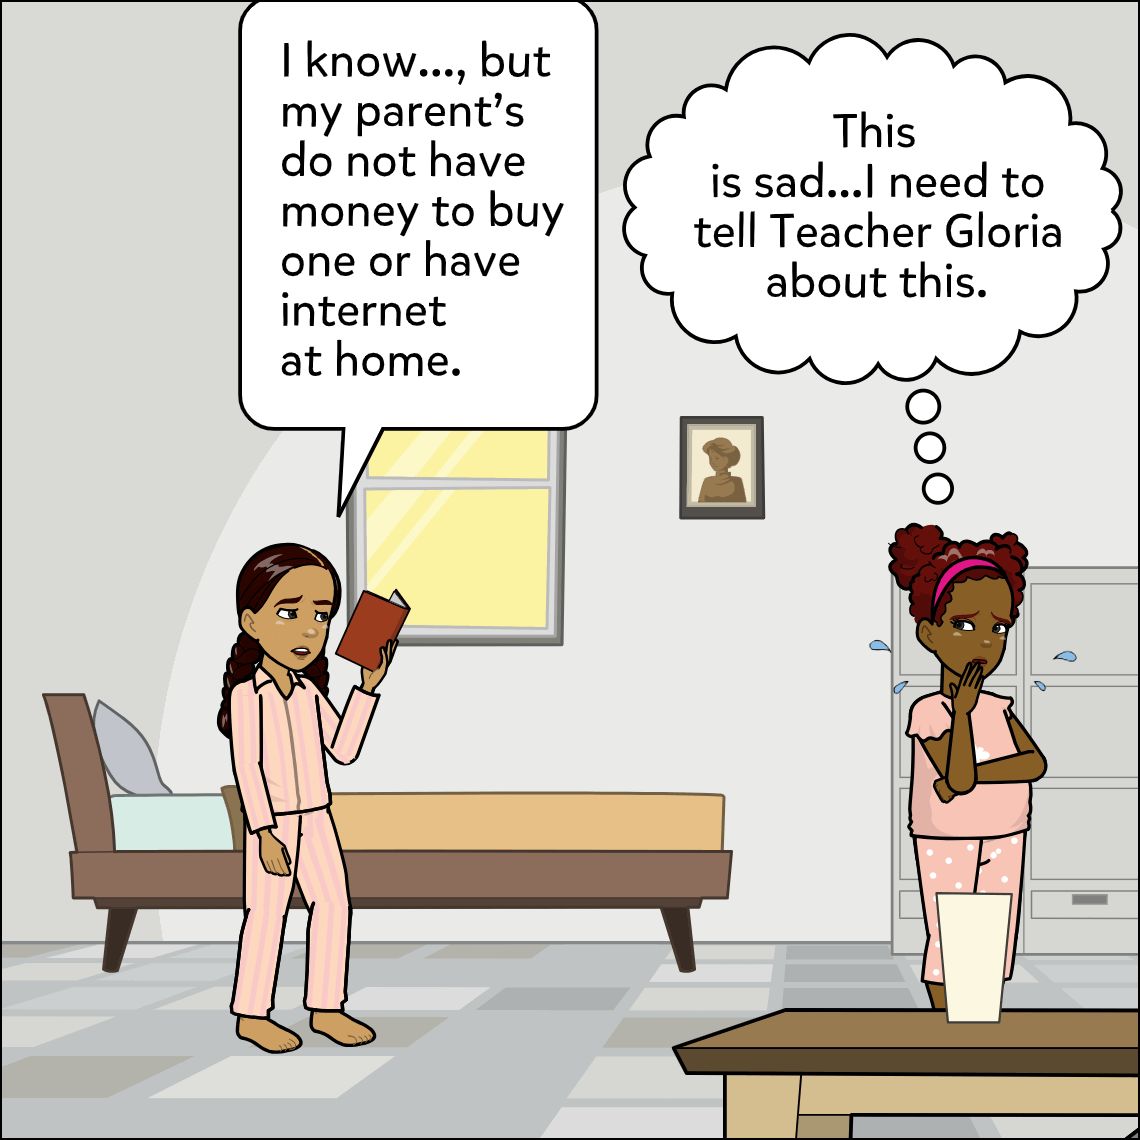 I know..., but
my parent's
do not have
money to buy
one or have
internet
at home.
This
is sad...I need to
tell Teacher Gloria
about this.